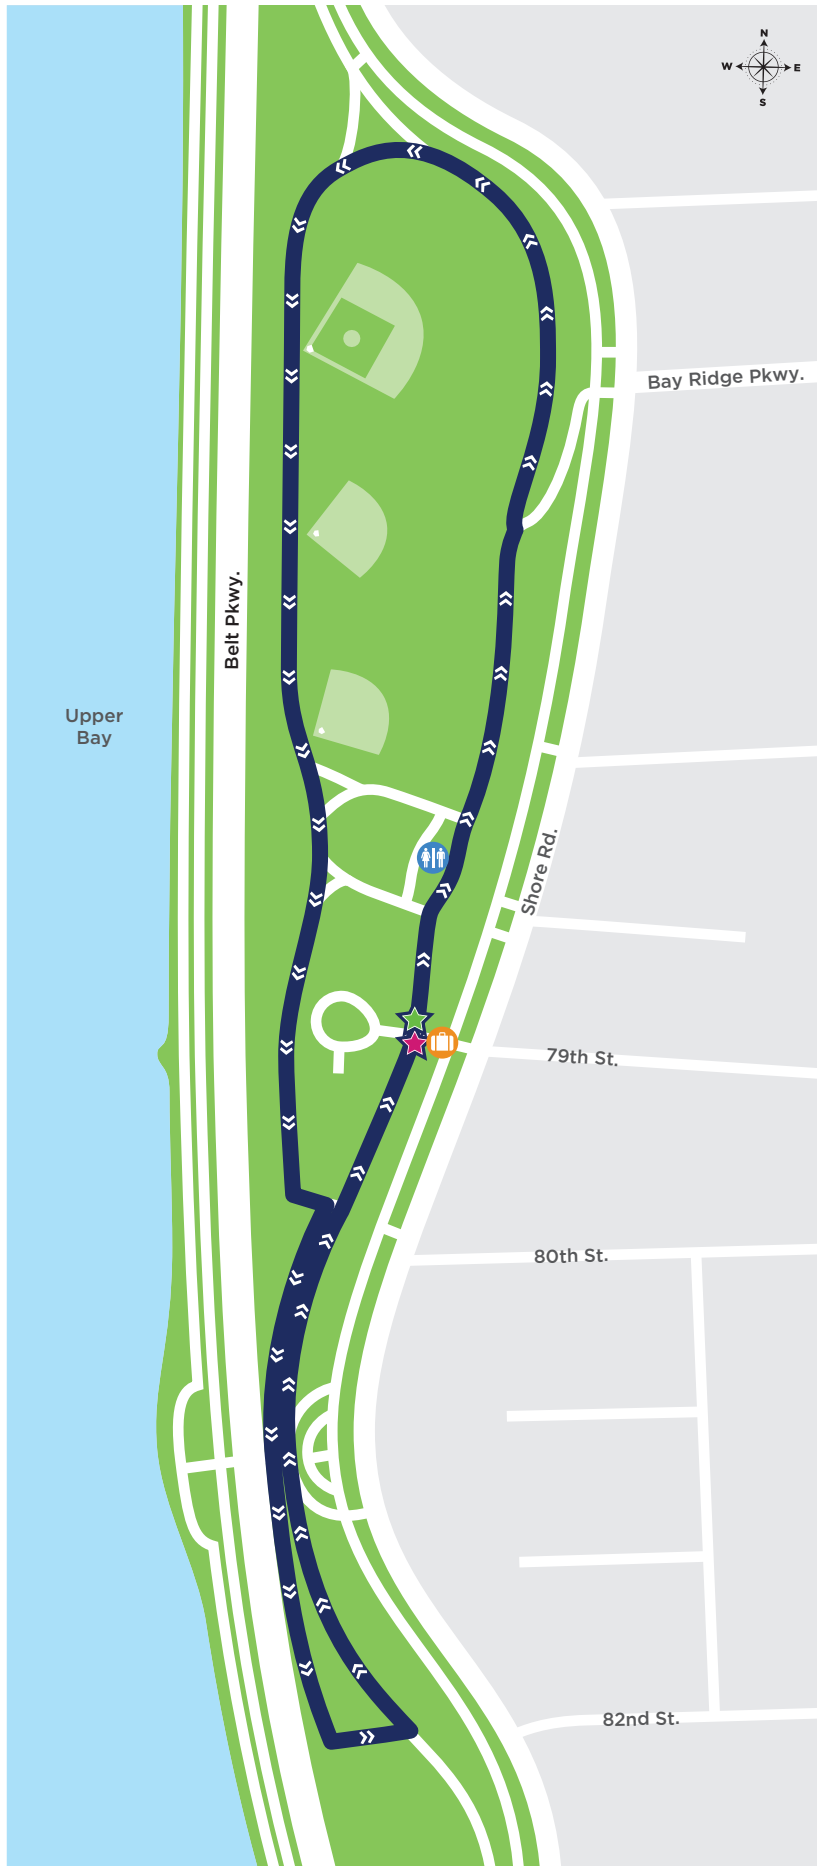 N
W E
S
Bay Ridge Pkwy.
Belt Pkwy.
Upper
Bay
Shore Rd.
79th St.
80th St.
82nd St.